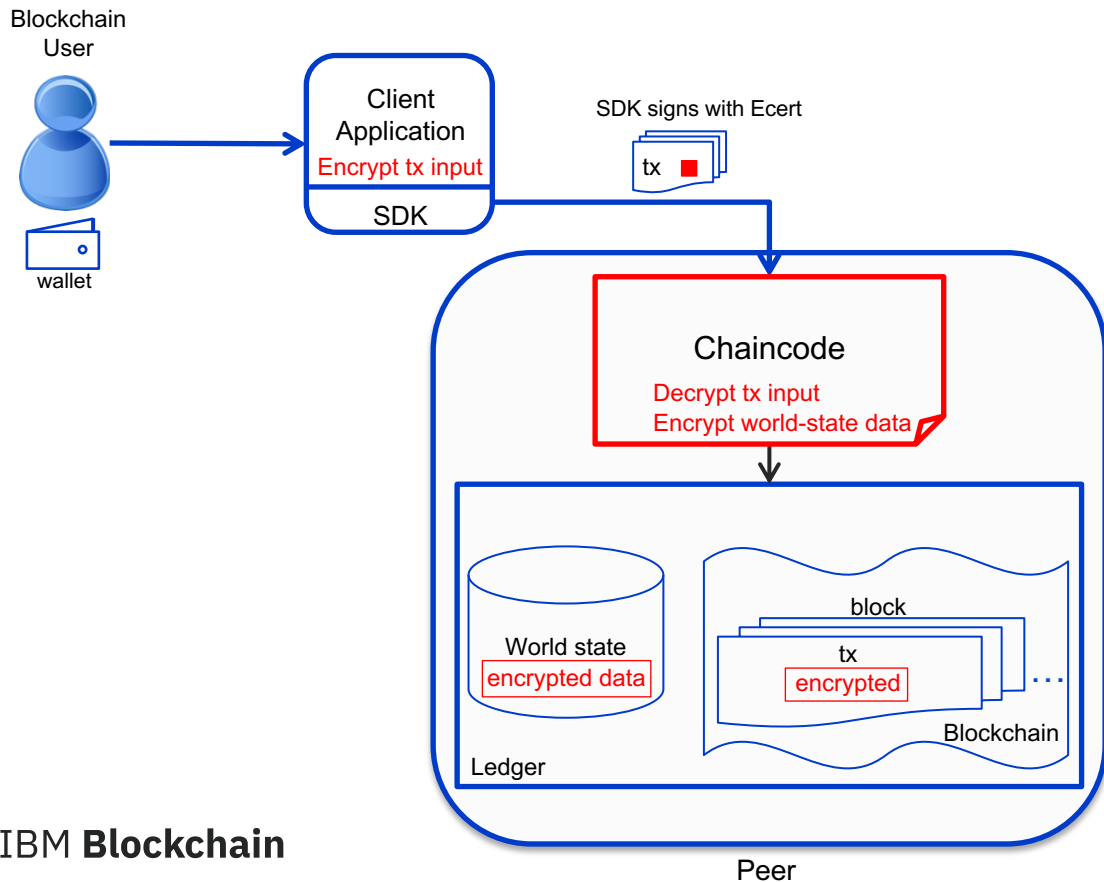 Blockchain
User
wallet
Client
Application
Encrypt tx input
SDK
SDK signs with Ecert
tx
Chaincode
Decrypt tx input
Encrypt world-state data
World state
encrypted data
block
tx
encrypted
...
Blockchain
Ledger
Peer
IBM Blockchain